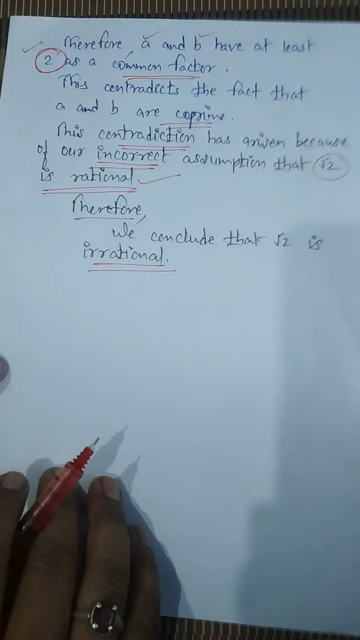 Therefore, a and b have at least
2 as a common factor.
This contradicts the fact that
a and b are coprime.
This contradiction has arisen because
of our incorrect assumption that √2
is rational.
Therefore,
We conclude that √2 is
irrational.